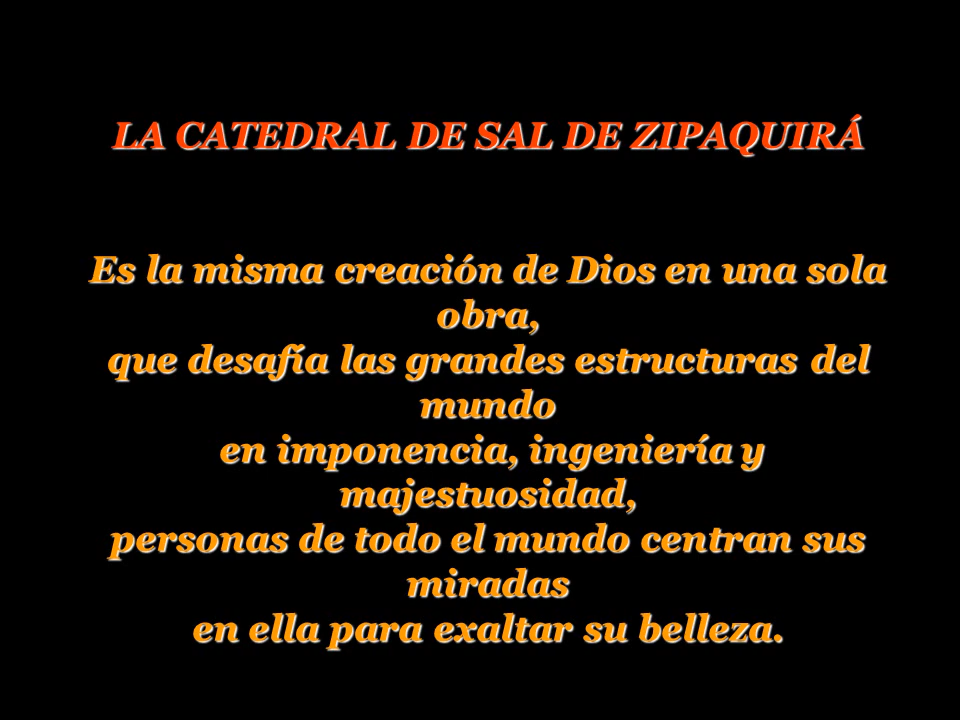 LA CATEDRAL DE SAL DE ZIPAQUIRÁ
Es la misma creación de Dios en una sola
obra,
que desafía las grandes estructuras del
mundo
en imponencia, ingeniería y
majestuosidad,
personas de todo el mundo centran sus
miradas
en ella para exaltar su belleza.